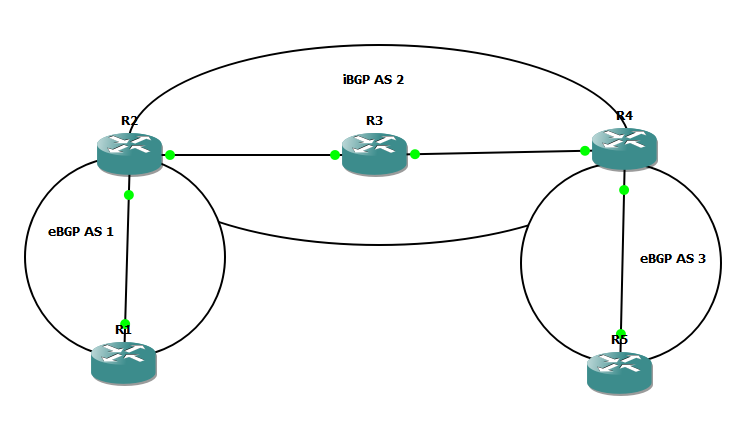 iBGP AS 2
R2
R3
R4
eBGP AS 1
eBGP AS 3
R1
R5